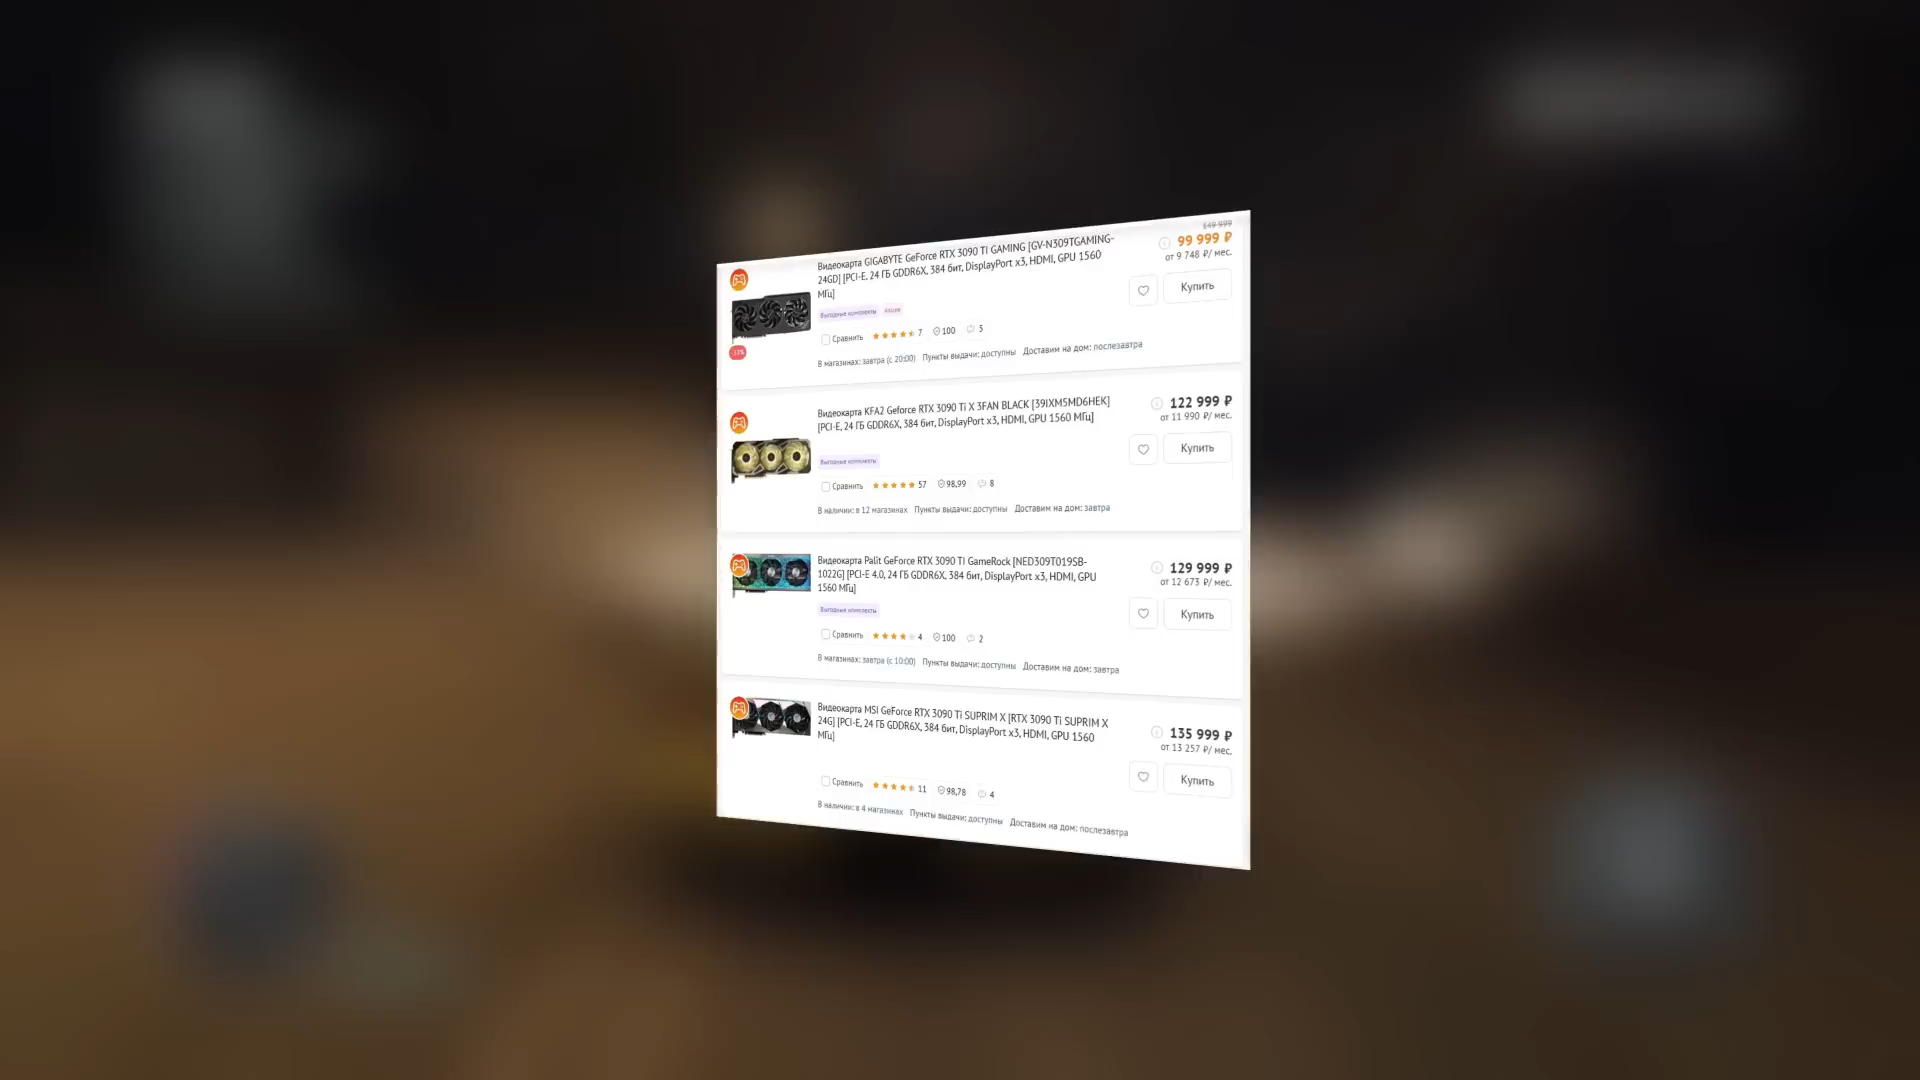 149 999
Видеокарта GIGABYTE GeForce RTX 3090 TI GAMING [GV-N309TGAMING-
24GD] [PCI-E, 24 ГБ GDDR6X, 384 бит, DisplayPort x3, HDMI, GPU 1560
МГц]
99 999 ₽
от 9 748 ₽/ мес.
Купить
Выгодные комплекты Акция
Сравнить 7 100 5
-33%
В магазинах: завтра (с 20:00) Пункты выдачи: доступны Доставим на дом: послезавтра
Видеокарта KFA2 Geforce RTX 3090 Ti X 3FAN BLACK [39IXM5MD6HEK]
[PCI-E, 24 ГБ GDDR6X, 384 бит, DisplayPort x3, HDMI, GPU 1560 МГц]
122 999 ₽
от 11 990 ₽/ мес.
Купить
Выгодные комплекты
Сравнить 57 98,99 8
В наличии: в 12 магазинах Пункты выдачи: доступны Доставим на дом: завтра
Видеокарта Palit GeForce RTX 3090 TI GameRock [NED309T019SB-
1022G] [PCI-E 4.0, 24 ГБ GDDR6X, 384 бит, DisplayPort x3, HDMI, GPU
1560 МГц]
129 999 ₽
от 12 673 ₽/ мес.
Купить
Выгодные комплекты
Сравнить 4 100 2
В магазинах: завтра (с 10:00) Пункты выдачи: доступны Доставим на дом: завтра
Видеокарта MSI GeForce RTX 3090 Ti SUPRIM X [RTX 3090 Ti SUPRIM X
24G] [PCI-E, 24 ГБ GDDR6X, 384 бит, DisplayPort x3, HDMI, GPU 1560
МГц]
135 999 ₽
от 13 257 ₽/ мес.
Купить
Сравнить 11 98,78 4
В наличии: в 4 магазинах Пункты выдачи: доступны Доставим на дом: послезавтра